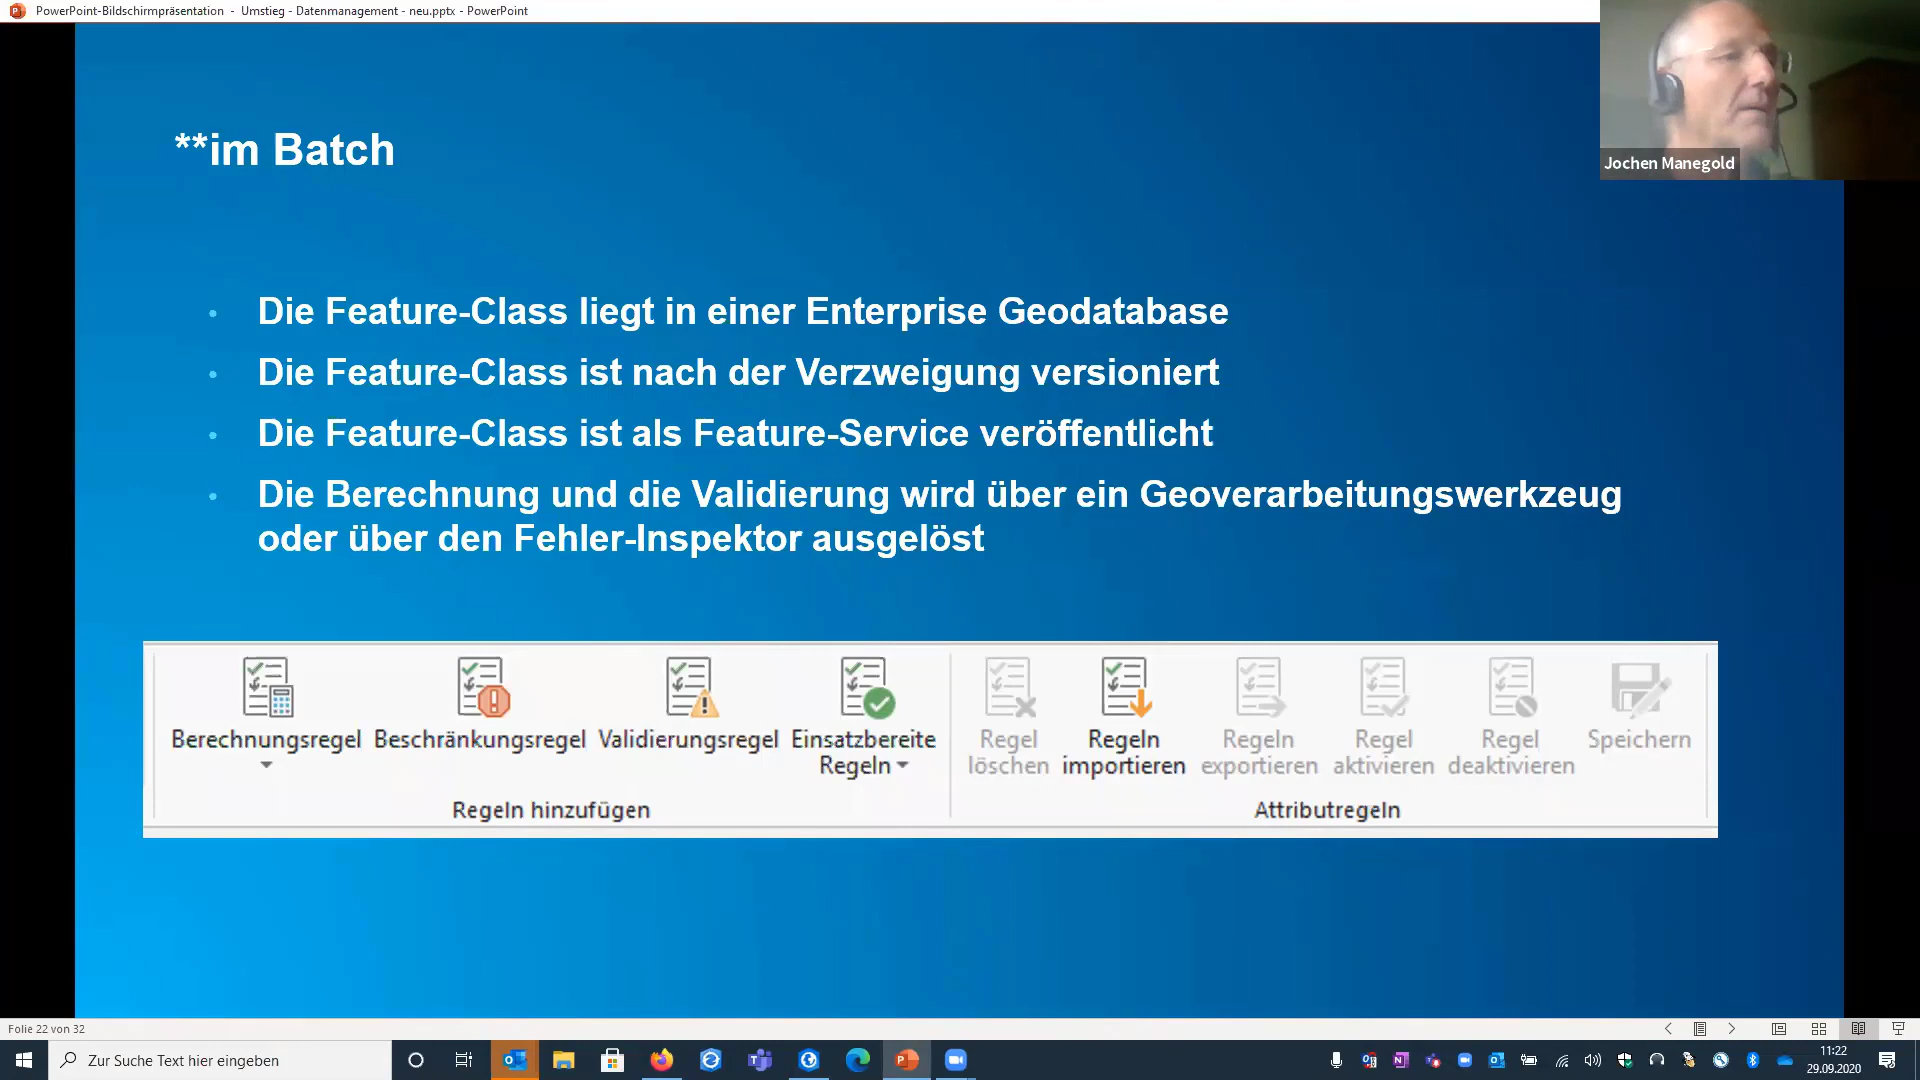 PowerPoint-Bildschirmpräsentation - Umstieg - Datenmanagement - neu.pptx - PowerPoint
Jochen Manegold
**im Batch
Die Feature-Class liegt in einer Enterprise Geodatabase
Die Feature-Class ist nach der Verzweigung versioniert
Die Feature-Class ist als Feature-Service veröffentlicht
Die Berechnung und die Validierung wird über ein Geoverarbeitungswerkzeug
oder über den Fehler-Inspektor ausgelöst
Berechnungsregel
Beschränkungsregel
Validierungsregel
Einsatzbereite
Regeln
Regeln hinzufügen
Regel
löschen
Regeln
importieren
Regeln
exportieren
Regel
aktivieren
Regel
deaktivieren
Speichern
Attributregeln
Folie 22 von 32
Zur Suche Text hier eingeben
11:22
29.09.2020